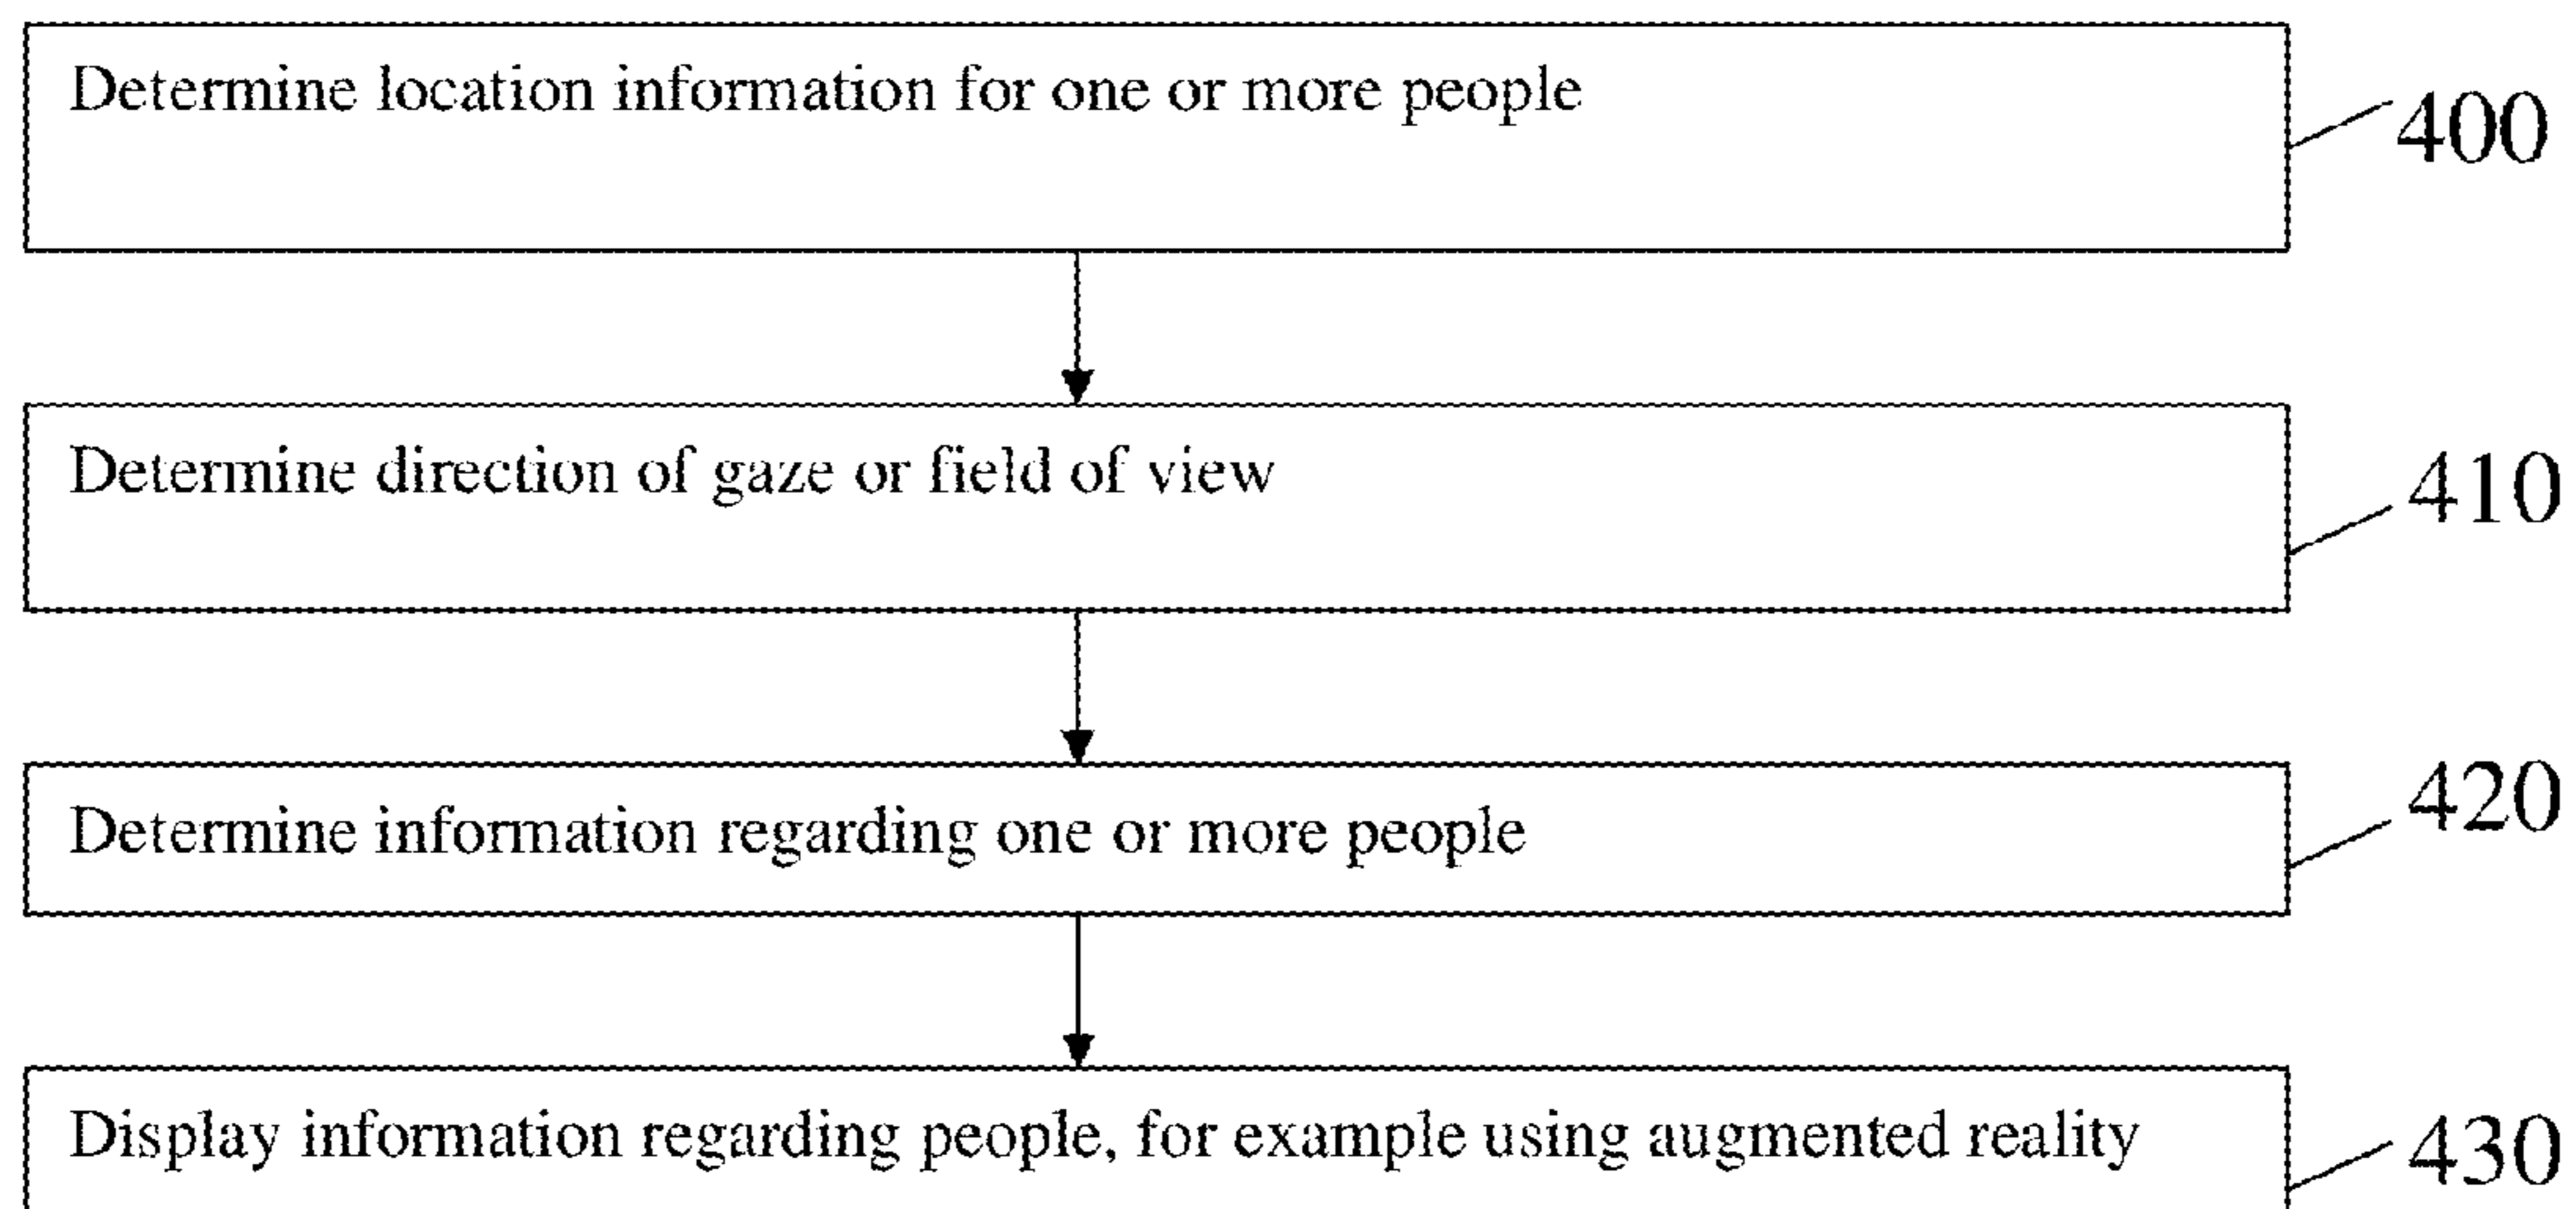 Determine location information for one or more people
400
Determine direction of gaze or field of view
410
Determine information regarding one or more people
420
Display information regarding people, for example using augmented reality
430